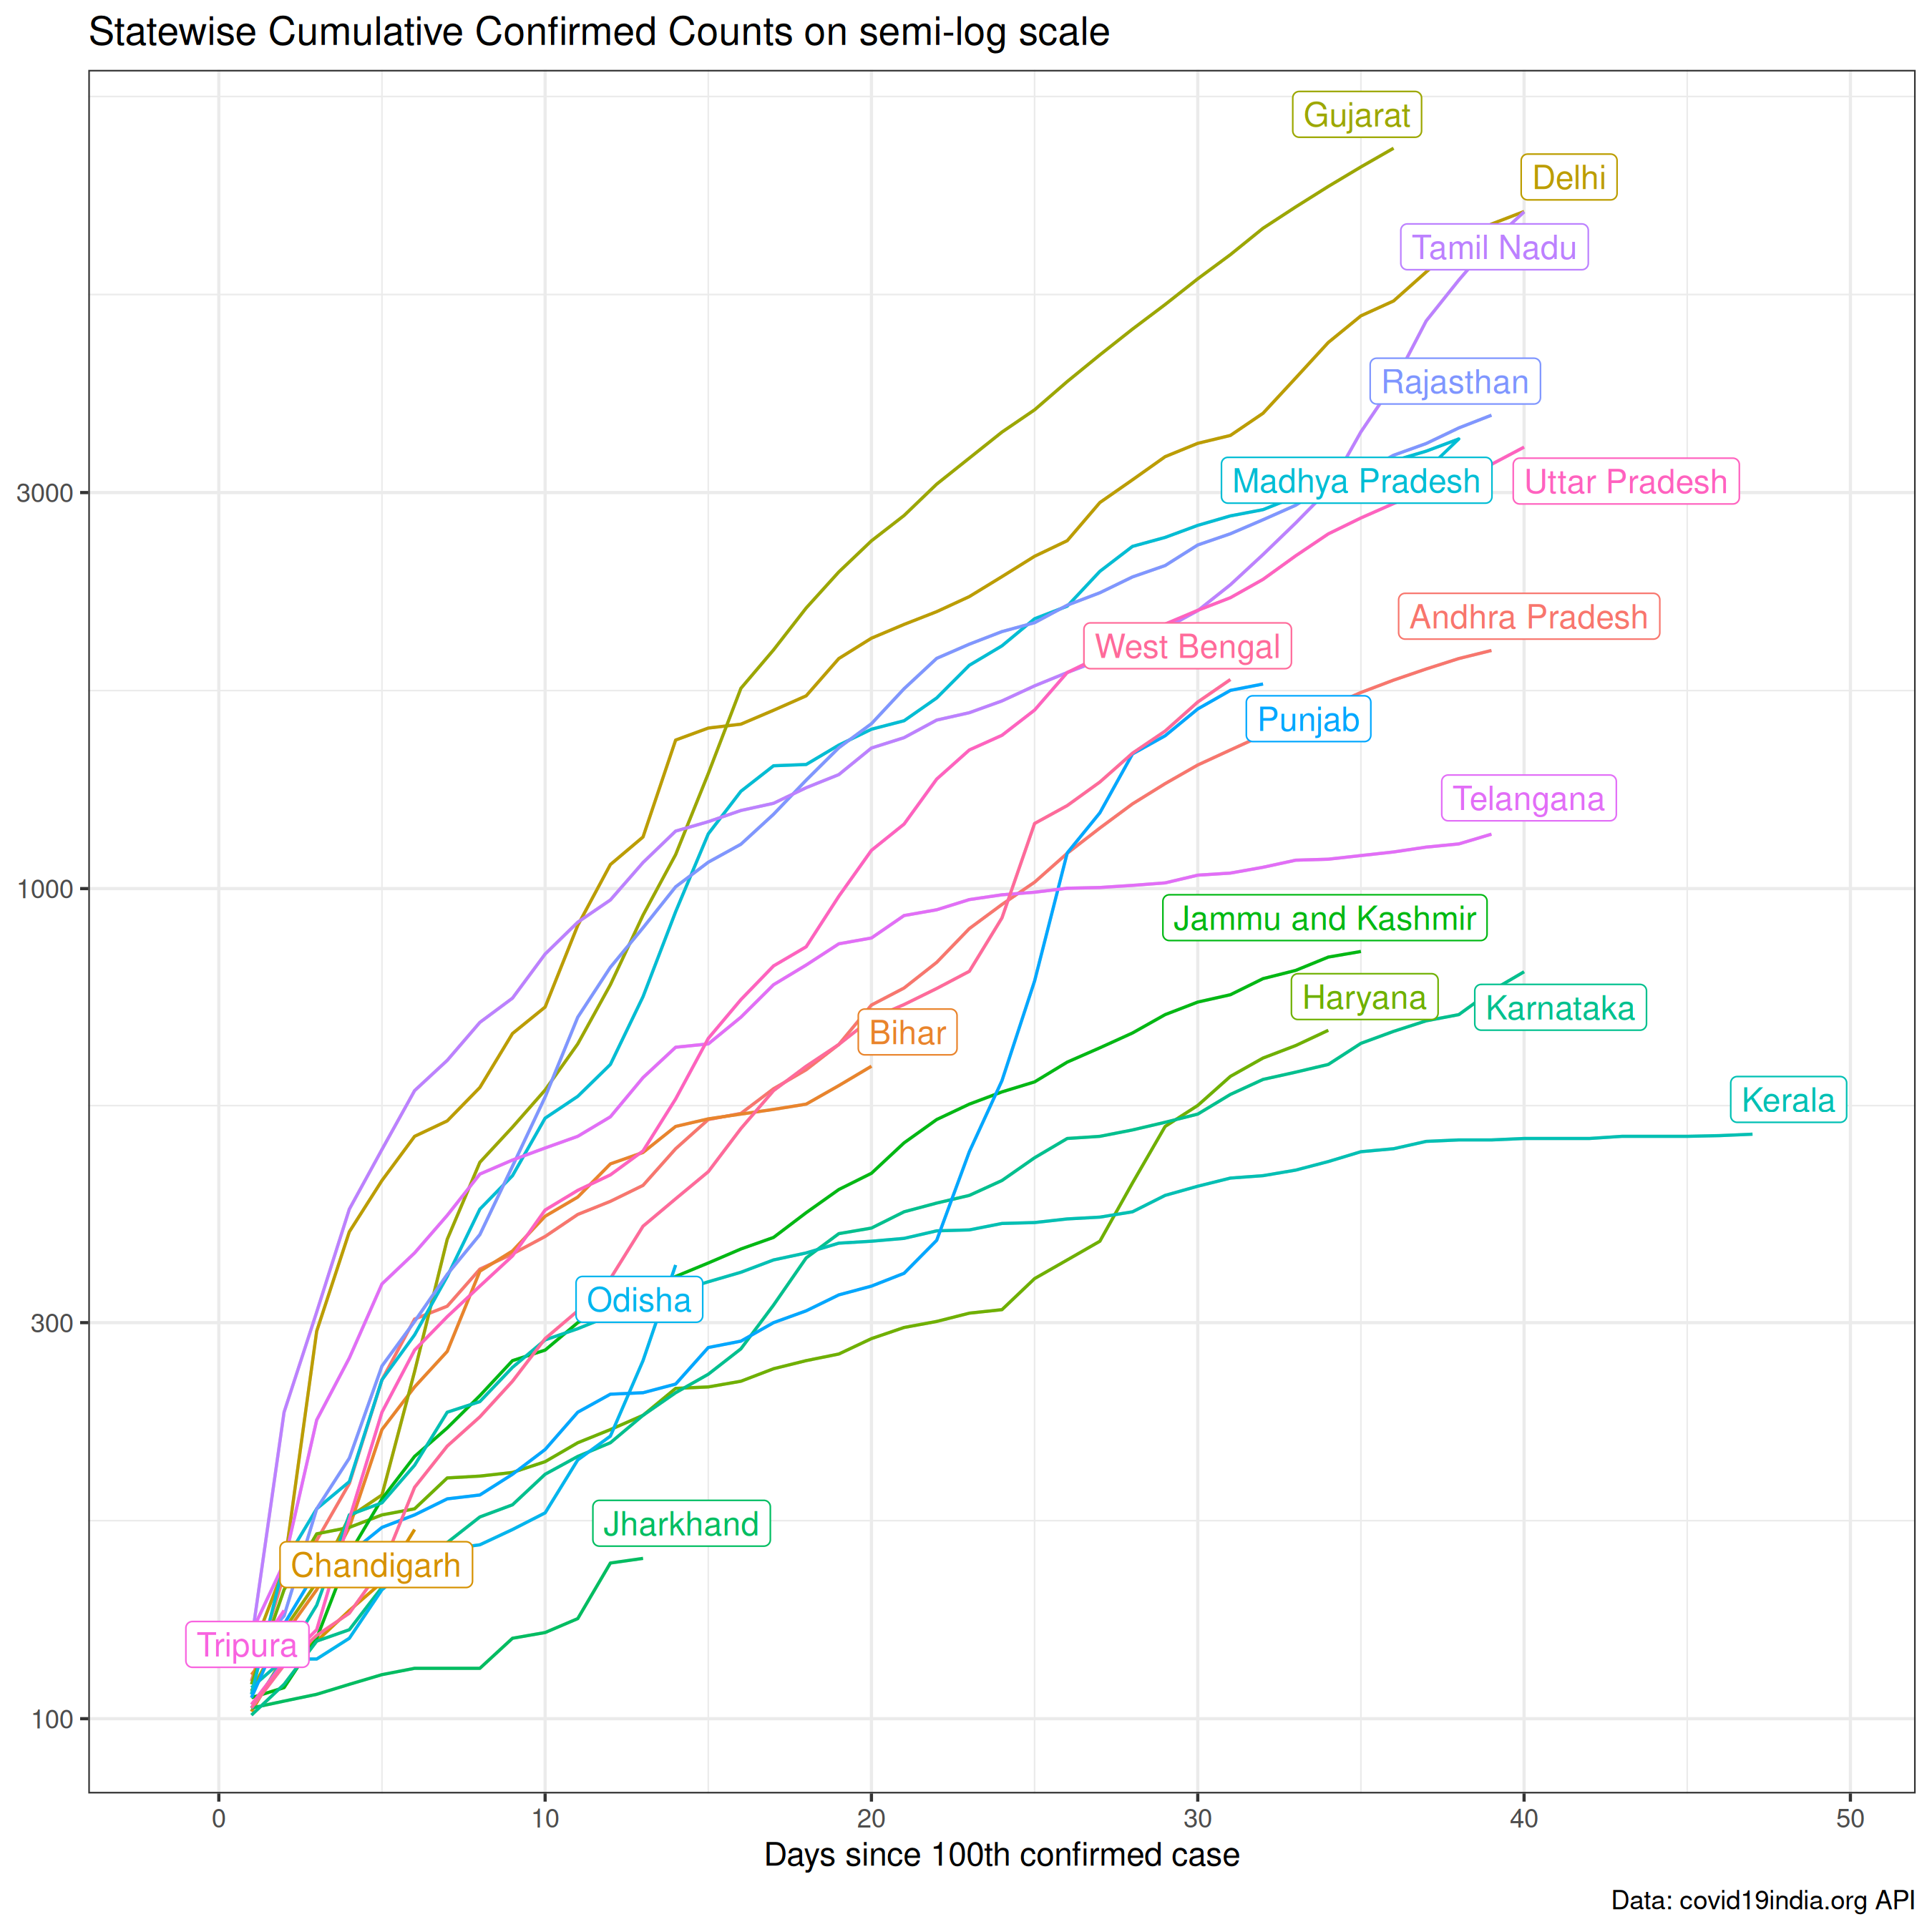 Statewise Cumulative Confirmed Counts on semi-log scale
Gujarat
Delhi
Tamil Nadu
Rajasthan
Madhya Pradesh
Uttar Pradesh
3000
Andhra Pradesh
West Bengal
Punjab
Telangana
1000
Jammu and Kashmir
Haryana
Karnataka
Bihar
Kerala
Odisha
300
Jharkhand
Chandigarh
Tripura
100
0 10 20 30 40 50
Days since 100th confirmed case
Data: covid19india.org API